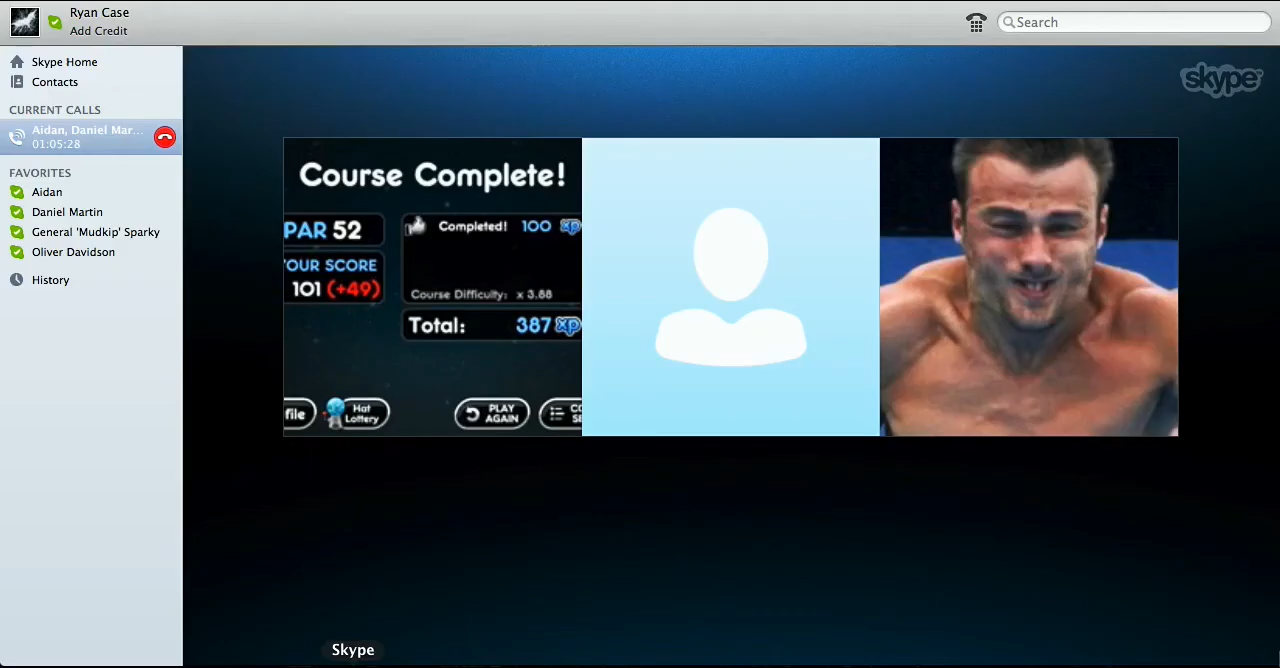 Ryan Case
Add Credit
Search
Skype Home
Contacts
CURRENT CALLS
Aidan, Daniel Mar...
01:05:28
FAVORITES
Aidan
Daniel Martin
General 'Mudkip' Sparky
Oliver Davidson
History
skype
Course Complete!
PAR 52
OUR SCORE
101 (+49)
Completed! 100 xp
Course Difficulty: x 3.88
Total: 387 xp
file
Hat
Lottery
PLAY
AGAIN
CO
SE
Skype